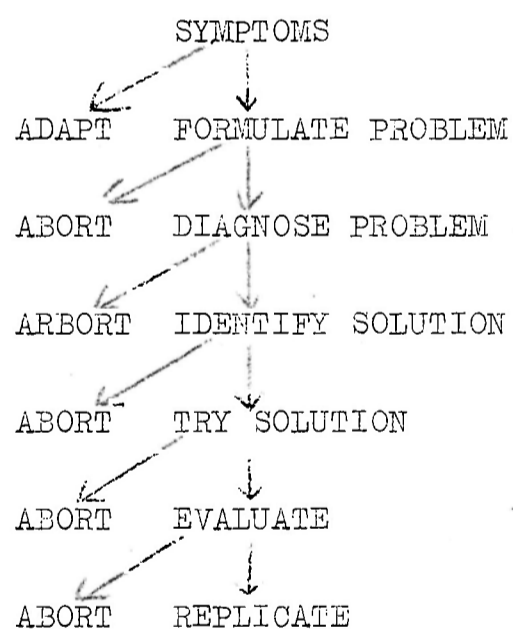 SYMPTOMS
ADAPT FORMULATE PROBLEM
ABORT DIAGNOSE PROBLEM
ARBORT IDENTIFY SOLUTION
ABORT TRY SOLUTION
ABORT EVALUATE
ABORT REPLICATE